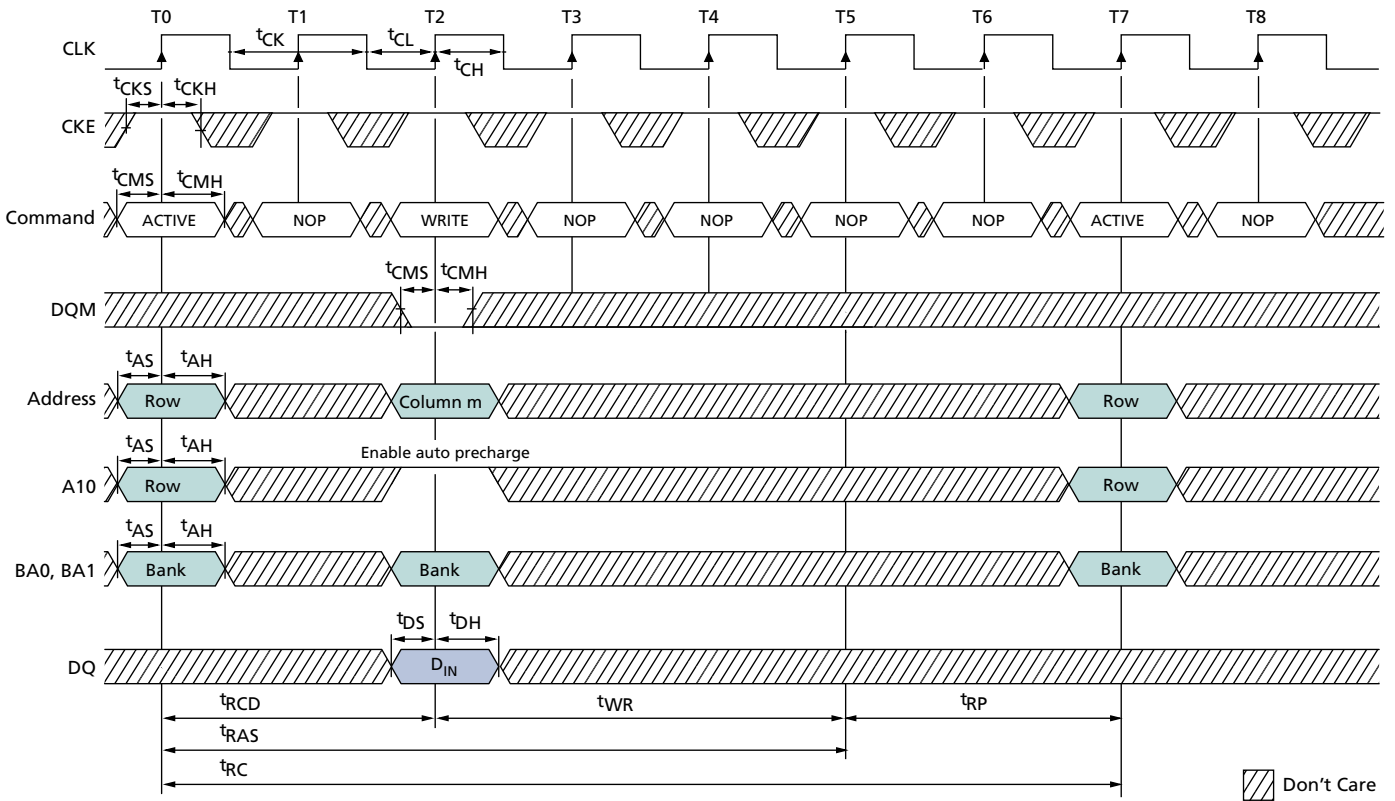 T0 T1 T2 T3 T4 T5 T6 T7 T8
CLK
tCK tCL
tCH
tCKS tCKH
CKE
tCMS tCMH
Command ACTIVE NOP WRITE NOP NOP NOP NOP ACTIVE NOP
tCMS tCMH
DQM
tAS tAH
Address Row Column m Row
tAS tAH Enable auto precharge
A10 Row Row
tAS tAH
BA0, BA1 Bank Bank Bank
tDS tDH
DQ DIN
tRCD tWR tRP
tRAS
tRC
Don't Care